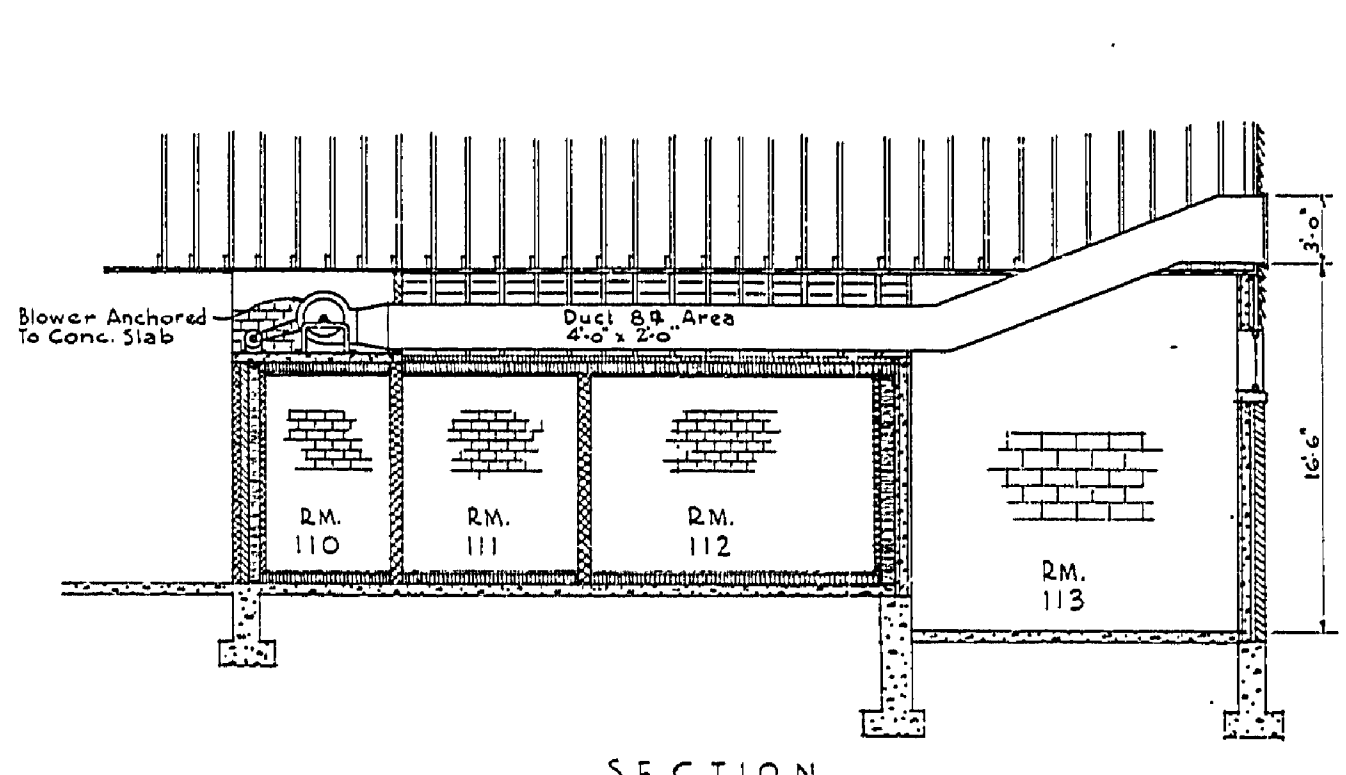 3'-0"
Blower Anchored
To Conc. Slab
Duct 8⌀ Area
4'-0" x 2'-0"
16'-6"
RM.
110
RM.
111
RM.
112
RM.
113
SECTION